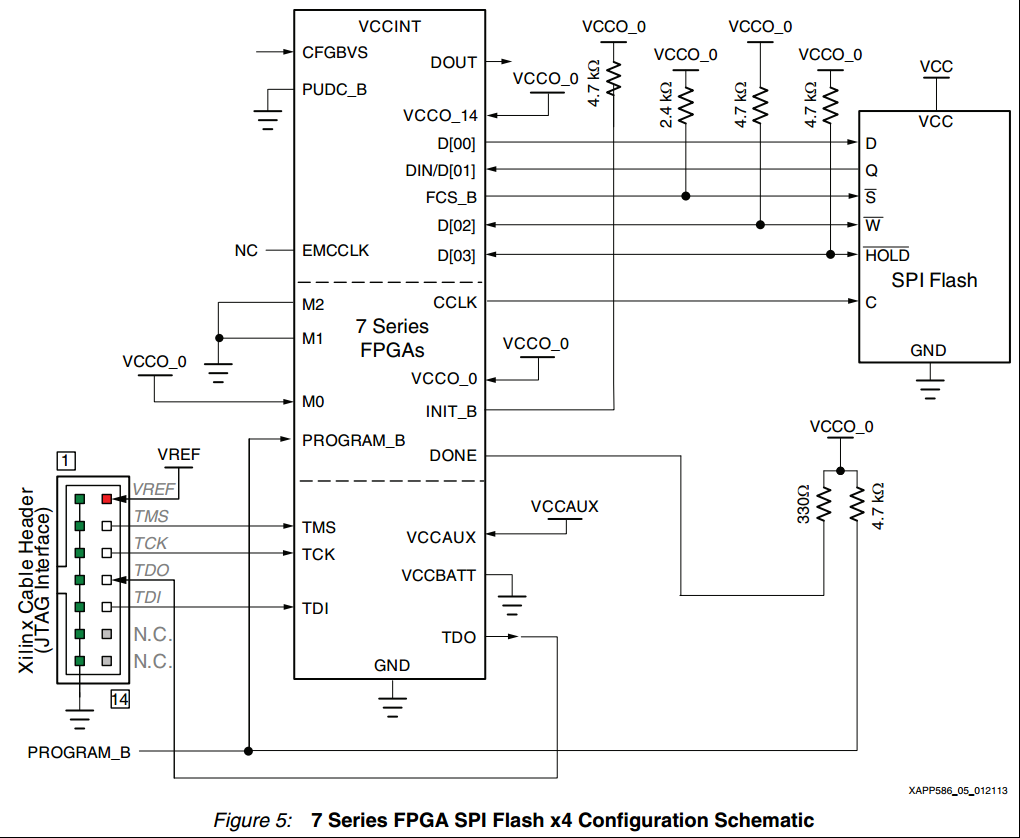 VCCINT
CFGBVS
PUDC_B
DOUT
VCCO_0
VCCO_14
D[00]
DIN/D[01]
FCS_B
D[02]
D[03]
NC
EMCCLK
VCCO_0
4.7 kΩ
VCCO_0
2.4 kΩ
VCCO_0
4.7 kΩ
VCCO_0
4.7 kΩ
VCC
VCC
D
Q
S
W
HOLD
SPI Flash
C
GND
M2
M1
VCCO_0
M0
CCLK
7 Series
FPGAs
VCCO_0
VCCO_0
INIT_B
PROGRAM_B
DONE
VCCO_0
330Ω
4.7 kΩ
1
VREF
VREF
TMS
TCK
TDO
TDI
N.C.
N.C.
14
Xilinx Cable Header
(JTAG Interface)
TMS
TCK
TDI
VCCAUX
VCCAUX
VCCBATT
TDO
GND
PROGRAM_B
XAPP586_05_012113
Figure 5: 7 Series FPGA SPI Flash x4 Configuration Schematic